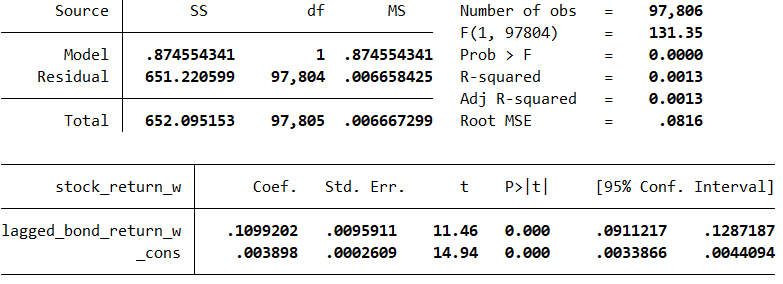 Source SS df MS Number of obs = 97,806
F(1, 97804) = 131.35
Model .874554341 1 .874554341 Prob > F = 0.0000
Residual 651.220599 97,804 .006658425 R-squared = 0.0013
Adj R-squared = 0.0013
Total 652.095153 97,805 .006667299 Root MSE = .0816
stock_return_w Coef. Std. Err. t P>|t| [95% Conf. Interval]
lagged_bond_return_w .1099202 .0095911 11.46 0.000 .0911217 .1287187
_cons .003898 .0002609 14.94 0.000 .0033866 .0044094